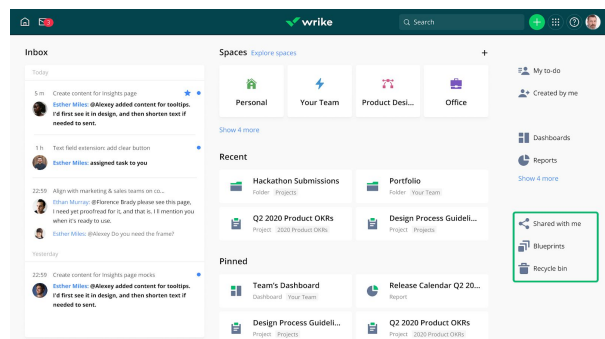 3
wrike
Search
Inbox
Today
5 m Create content for Insights page
Esther Miles: @Alexey added content for tooltips.
I'd first see it in design, and then shorten text if
needed to sent.
1 h Text field extension: add clear button
Esther Miles: assigned task to you
22:59 Align with marketing & sales teams on co...
Ethan Murray: @Florence Brady please see this page,
I need yet proofread for it, and that is, I ll mention you
when it's ready to use.
Esther Miles: @Alexey Do you need the frame?
Yesterday
22:59 Create content for Insights page mocks
Esther Miles: @Alexey added content for tooltips.
I'd first see it in design, and then shorten text if
needed to sent.
Spaces Explore spaces +
Personal
Your Team
Product Desi...
Office
Show 4 more
Recent
Hackathon Submissions
Folder Projects
Portfolio
Folder Your Team
Q2 2020 Product OKRs
Project 2020 Product OKRs
Design Process Guideli...
Project Projects
Pinned
Team's Dashboard
Dashboard Your Team
Release Calendar Q2 20...
Report
Design Process Guideli...
Project Projects
Q2 2020 Product OKRs
Project 2020 Product OKRs
My to-do
Created by me
Dashboards
Reports
Show 4 more
Shared with me
Blueprints
Recycle bin